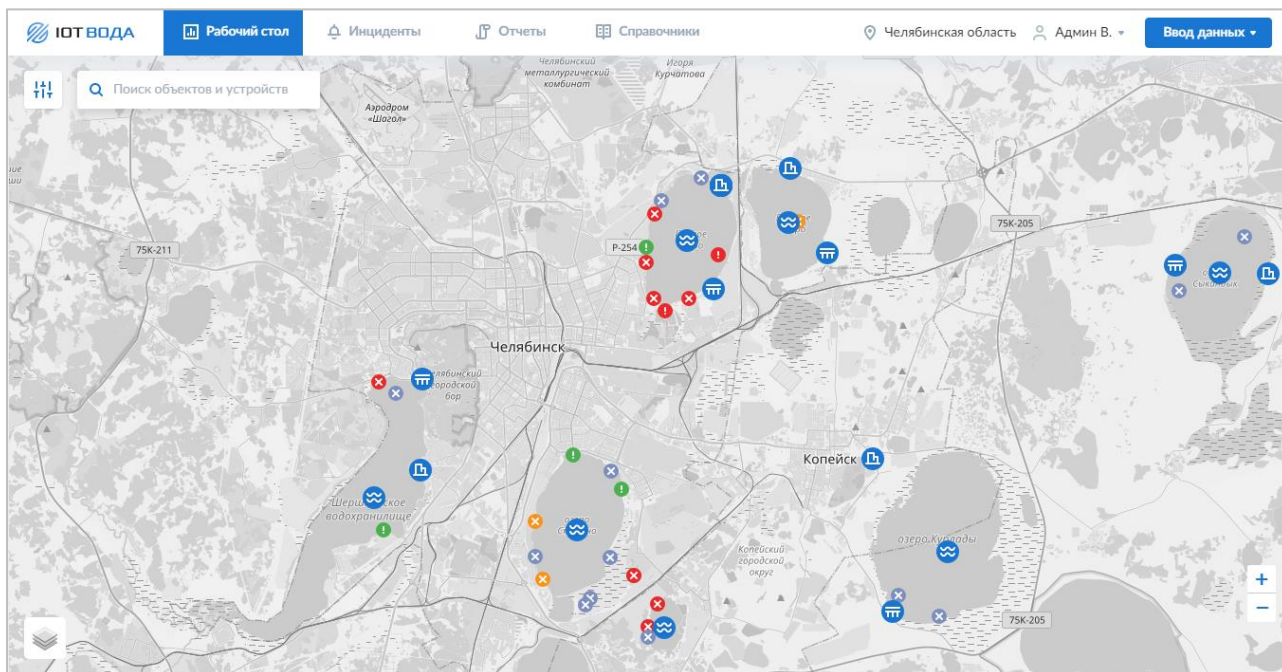 IOT ВОДА
Рабочий стол
Инциденты
Отчеты
Справочники
Челябинская область
Админ В.
Ввод данных
Поиск объектов и устройств
Челябинский
металлургический
комбинат
Игоря
Курчатова
Аэродром
«Шагол»
75К-211
Р-254
75К-205
Челябинск
городской
бор
Копейск
водохранилище
озеро Курлады
Копейский
городской
округ
75К-205
+
−